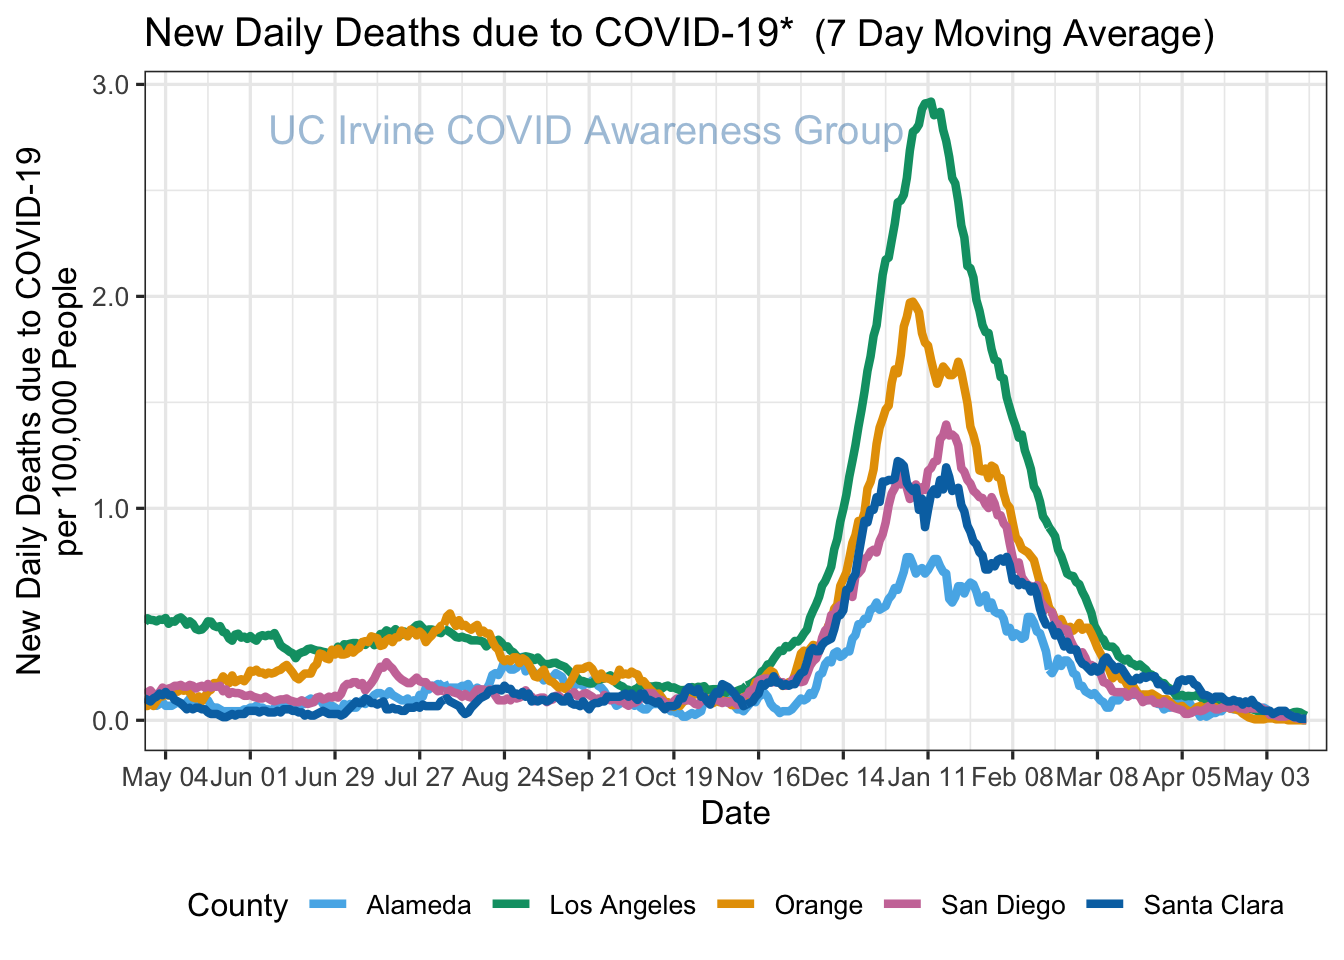 New Daily Deaths due to COVID-19* (7 Day Moving Average)
UC Irvine COVID Awareness Group
New Daily Deaths due to COVID-19
per 100,000 People
3.0
2.0
1.0
0.0
May 04 Jun 01 Jun 29 Jul 27 Aug 24 Sep 21 Oct 19 Nov 16 Dec 14 Jan 11 Feb 08 Mar 08 Apr 05 May 03
Date
County Alameda Los Angeles Orange San Diego Santa Clara